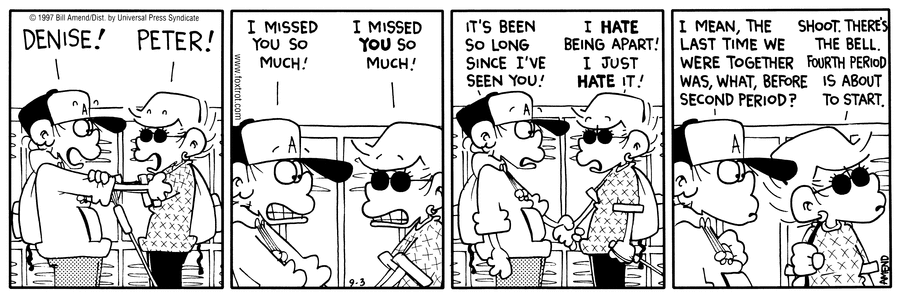 © 1997 Bill Amend/Dist. by Universal Press Syndicate
DENISE!
PETER!
A
I MISSED
YOU SO
MUCH!
I MISSED
YOU SO
MUCH!
www.foxtrot.com
A
9-3
IT'S BEEN
SO LONG
SINCE I'VE
SEEN YOU!
I HATE
BEING APART!
I JUST
HATE IT!
A
I MEAN, THE
LAST TIME WE
WERE TOGETHER
WAS, WHAT, BEFORE
SECOND PERIOD?
SHOOT. THERE'S
THE BELL.
FOURTH PERIOD
IS ABOUT
TO START.
A
AMEND